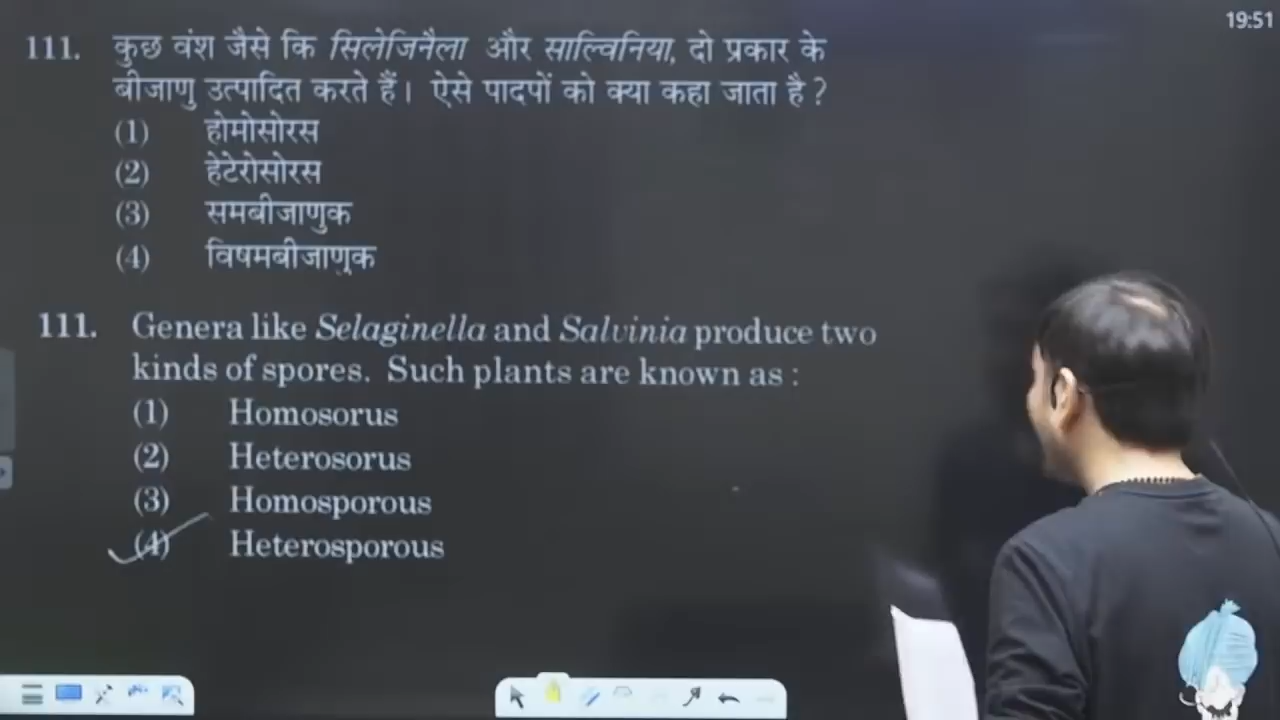 19:51
111. कुछ वंश जैसे कि सिलेजिनैला और साल्विनिया, दो प्रकार के
बीजाणु उत्पादित करते हैं। ऐसे पादपों को क्या कहा जाता है ?
(1) होमोसोरस
(2) हेटेरोसोरस
(3) समबीजाणुक
(4) विषमबीजाणुक
111. Genera like Selaginella and Salvinia produce two
kinds of spores. Such plants are known as :
(1) Homosorus
(2) Heterosorus
(3) Homosporous
(4) Heterosporous